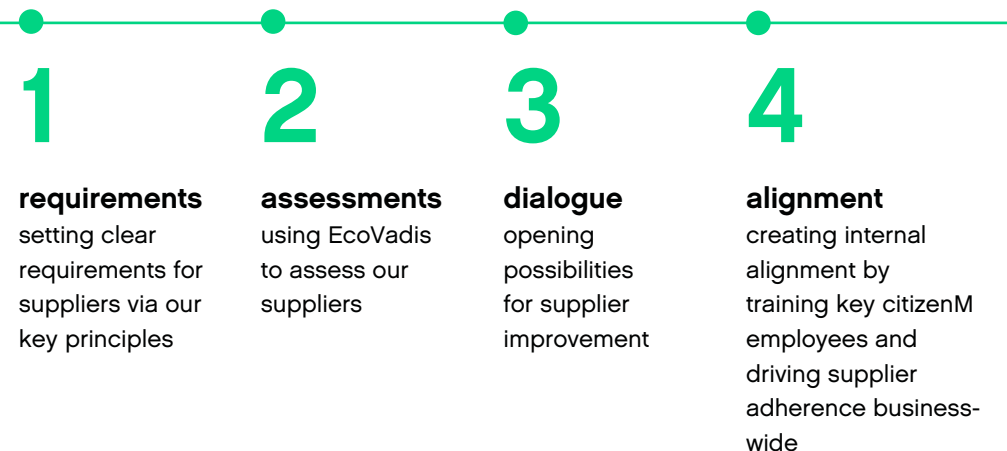 1
requirements
setting clear
requirements for
suppliers via our
key principles
2
assessments
using EcoVadis
to assess our
suppliers
3
dialogue
opening
possibilities
for supplier
improvement
4
alignment
creating internal
alignment by
training key citizenM
employees and
driving supplier
adherence business-
wide